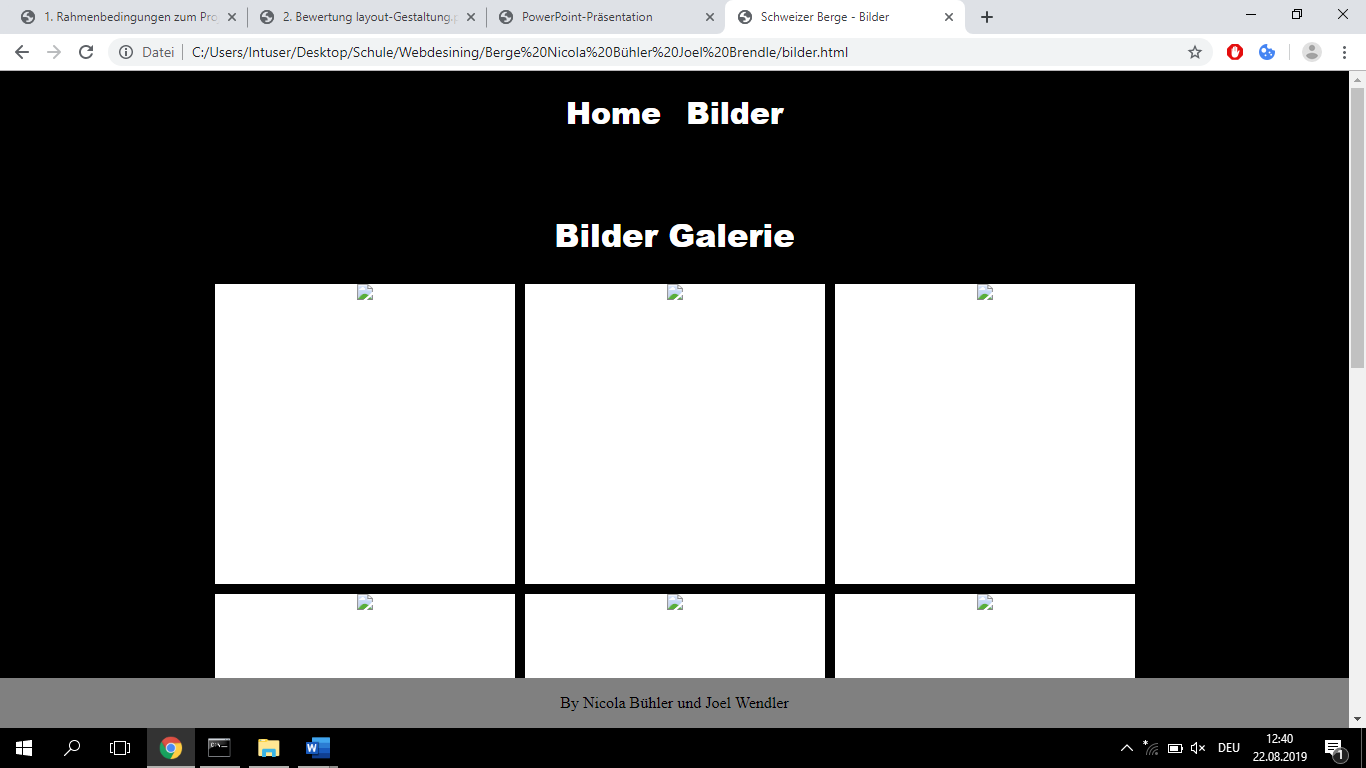 1. Rahmenbedingungen zum Pro
2. Bewertung layout-Gestaltung.p
PowerPoint-Präsentation
Schweizer Berge - Bilder
Datei
C:/Users/Intuser/Desktop/Schule/Webdesining/Berge%20Nicola%20Bühler%20Joel%20Brendle/bilder.html
Home Bilder
Bilder Galerie
By Nicola Bühler und Joel Wendler
DEU
12:40
22.08.2019
1